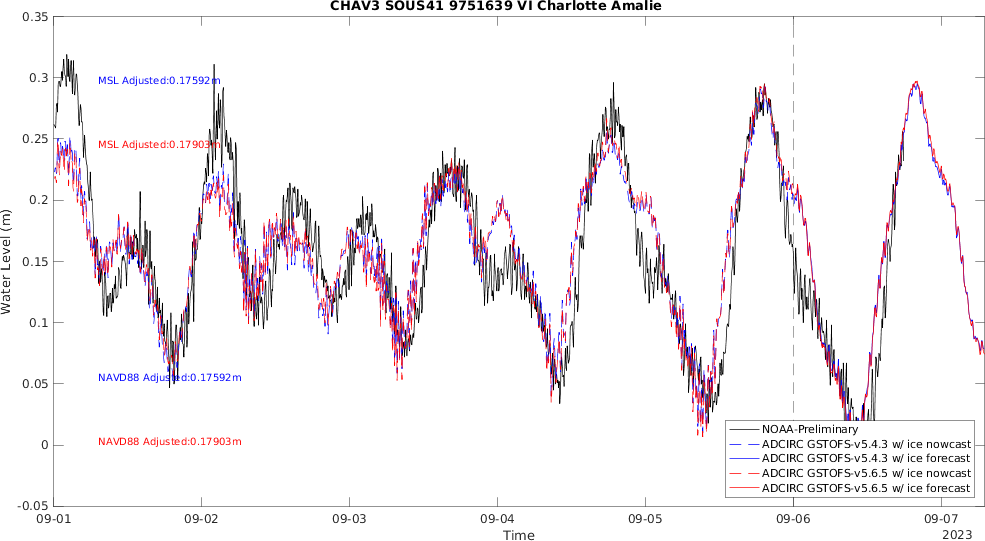 CHAV3 SOUS41 9751639 VI Charlotte Amalie
0.35
0.3
0.25
0.2
0.15
0.1
0.05
0
-0.05
Water Level (m)
MSL Adjusted:0.17592m
MSL Adjusted:0.17903m
NAVD88 Adjusted:0.17592m
NAVD88 Adjusted:0.17903m
NOAA-Preliminary
ADCIRC GSTOFS-v5.4.3 w/ ice nowcast
ADCIRC GSTOFS-v5.4.3 w/ ice forecast
ADCIRC GSTOFS-v5.6.5 w/ ice nowcast
ADCIRC GSTOFS-v5.6.5 w/ ice forecast
09-01 09-02 09-03 09-04 09-05 09-06 09-07
2023
Time